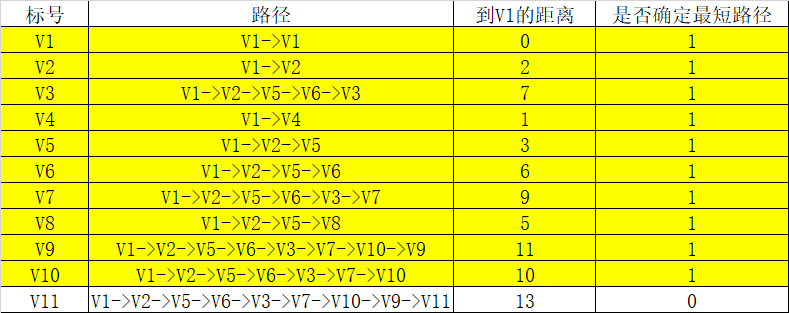 标号 路径 到V1的距离 是否确定最短路径
V1 V1->V1 0 1
V2 V1->V2 2 1
V3 V1->V2->V5->V6->V3 7 1
V4 V1->V4 1 1
V5 V1->V2->V5 3 1
V6 V1->V2->V5->V6 6 1
V7 V1->V2->V5->V6->V3->V7 9 1
V8 V1->V2->V5->V8 5 1
V9 V1->V2->V5->V6->V3->V7->V10->V9 11 1
V10 V1->V2->V5->V6->V3->V7->V10 10 1
V11 V1->V2->V5->V6->V3->V7->V10->V9->V11 13 0